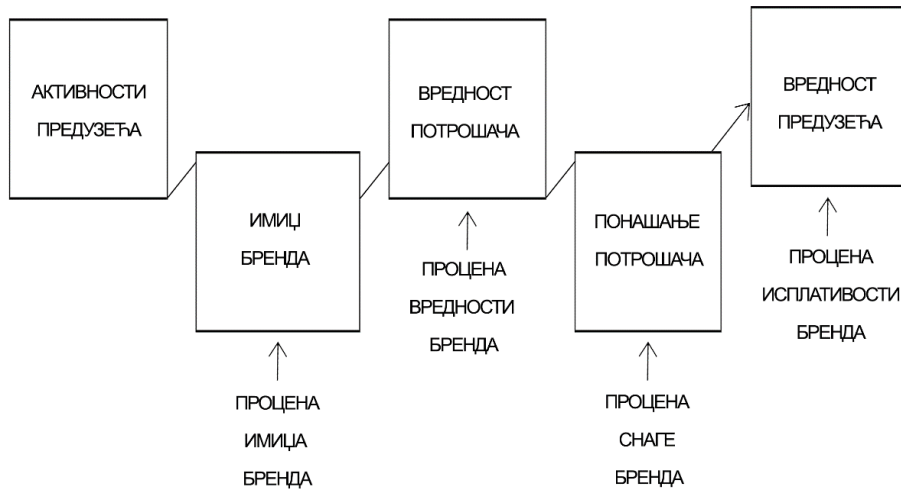 АКТИВНОСТИ
ПРЕДУЗЕЋА
ИМИЏ
БРЕНДА
ВРЕДНОСТ
ПОТРОШАЧА
ПОНАШАЊЕ
ПОТРОШАЧА
ВРЕДНОСТ
ПРЕДУЗЕЋА
ПРОЦЕНА
ИМИЏА
БРЕНДА
ПРОЦЕНА
ВРЕДНОСТИ
БРЕНДА
ПРОЦЕНА
СНАГЕ
БРЕНДА
ПРОЦЕНА
ИСПЛАТИВОСТИ
БРЕНДА